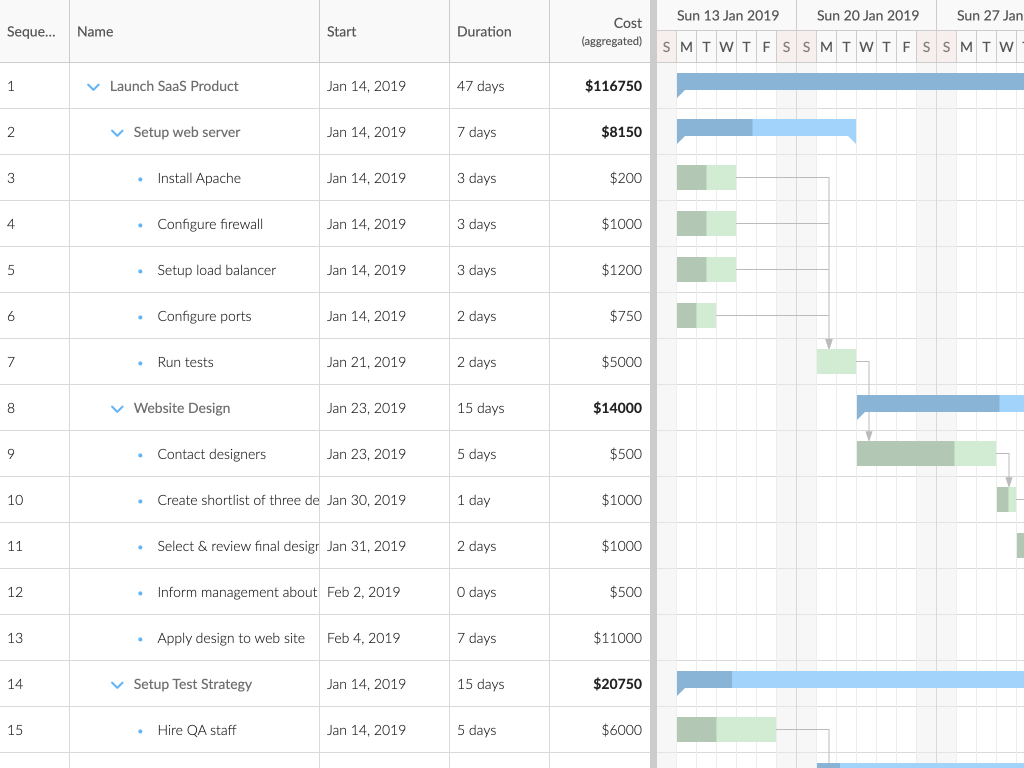 Seque... Name Start Duration Cost (aggregated)
Sun 13 Jan 2019 Sun 20 Jan 2019 Sun 27 Jan
S M T W T F S S M T W T F S S M T
1 Launch SaaS Product Jan 14, 2019 47 days $116750
2 Setup web server Jan 14, 2019 7 days $8150
3 Install Apache Jan 14, 2019 3 days $200
4 Configure firewall Jan 14, 2019 3 days $1000
5 Setup load balancer Jan 14, 2019 3 days $1200
6 Configure ports Jan 14, 2019 2 days $750
7 Run tests Jan 21, 2019 2 days $5000
8 Website Design Jan 23, 2019 15 days $14000
9 Contact designers Jan 23, 2019 5 days $500
10 Create shortlist of three de Jan 30, 2019 1 day $1000
11 Select & review final design Jan 31, 2019 2 days $1000
12 Inform management about Feb 2, 2019 0 days $500
13 Apply design to web site Feb 4, 2019 7 days $11000
14 Setup Test Strategy Jan 14, 2019 15 days $20750
15 Hire QA staff Jan 14, 2019 5 days $6000